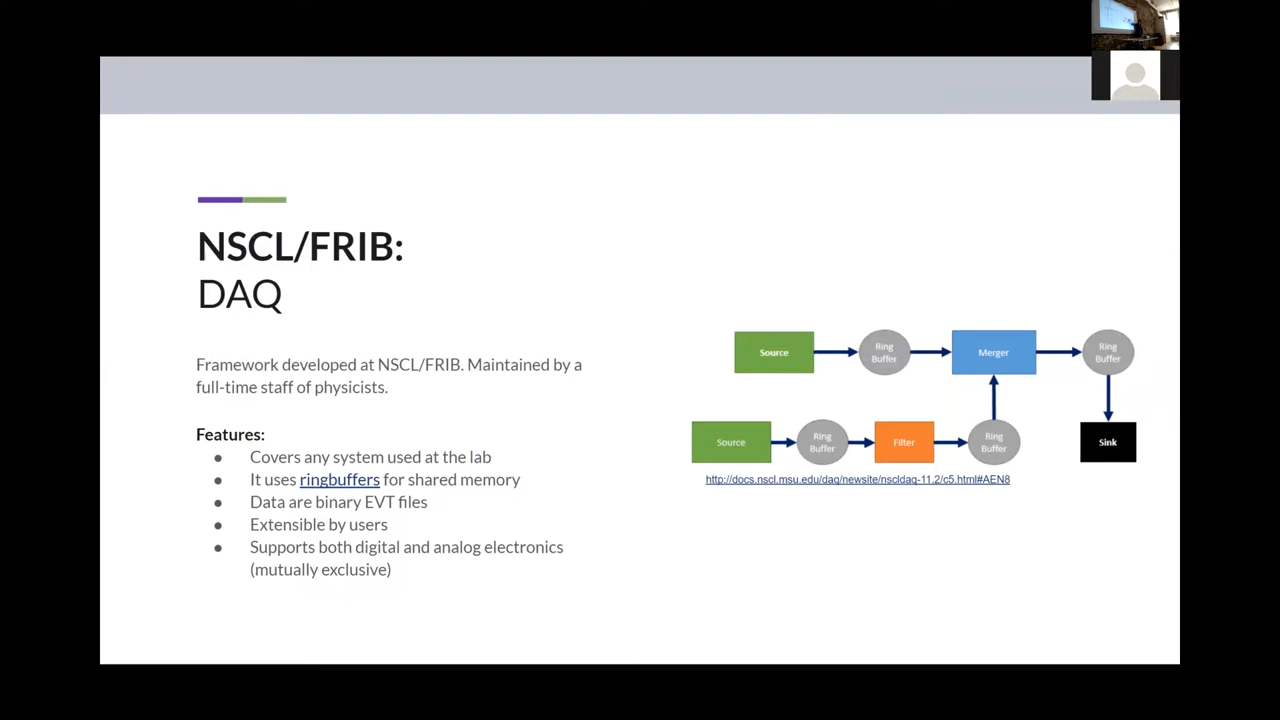 NSCL/FRIB:
DAQ
Framework developed at NSCL/FRIB. Maintained by a
full-time staff of physicists.
Features:
● Covers any system used at the lab
● It uses ringbuffers for shared memory
● Data are binary EVT files
● Extensible by users
● Supports both digital and analog electronics
(mutually exclusive)
Source
Ring
Buffer
Merger
Ring
Buffer
Source
Ring
Buffer
Filter
Ring
Buffer
Sink
http://docs.nscl.msu.edu/daq/newsite/nscldaq-11.2/c5.html#AEN8